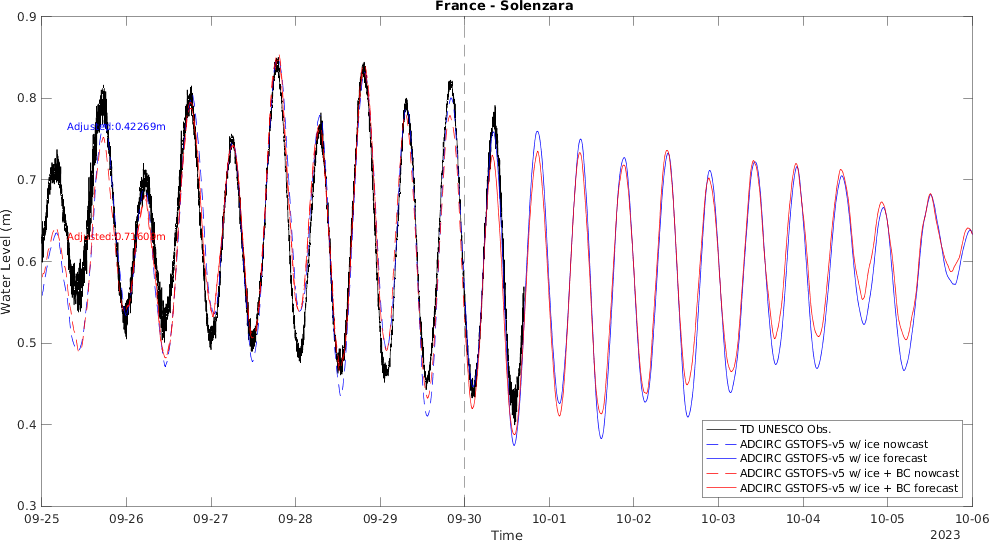 France - Solenzara
0.9
0.8
0.7
0.6
0.5
0.4
0.3
Water Level (m)
Adjusted:0.42269m
TD UNESCO Obs.
ADCIRC GSTOFS-v5 w/ ice nowcast
ADCIRC GSTOFS-v5 w/ ice forecast
ADCIRC GSTOFS-v5 w/ ice + BC nowcast
ADCIRC GSTOFS-v5 w/ ice + BC forecast
09-25 09-26 09-27 09-28 09-29 09-30 10-01 10-02 10-03 10-04 10-05 10-06
Time
2023